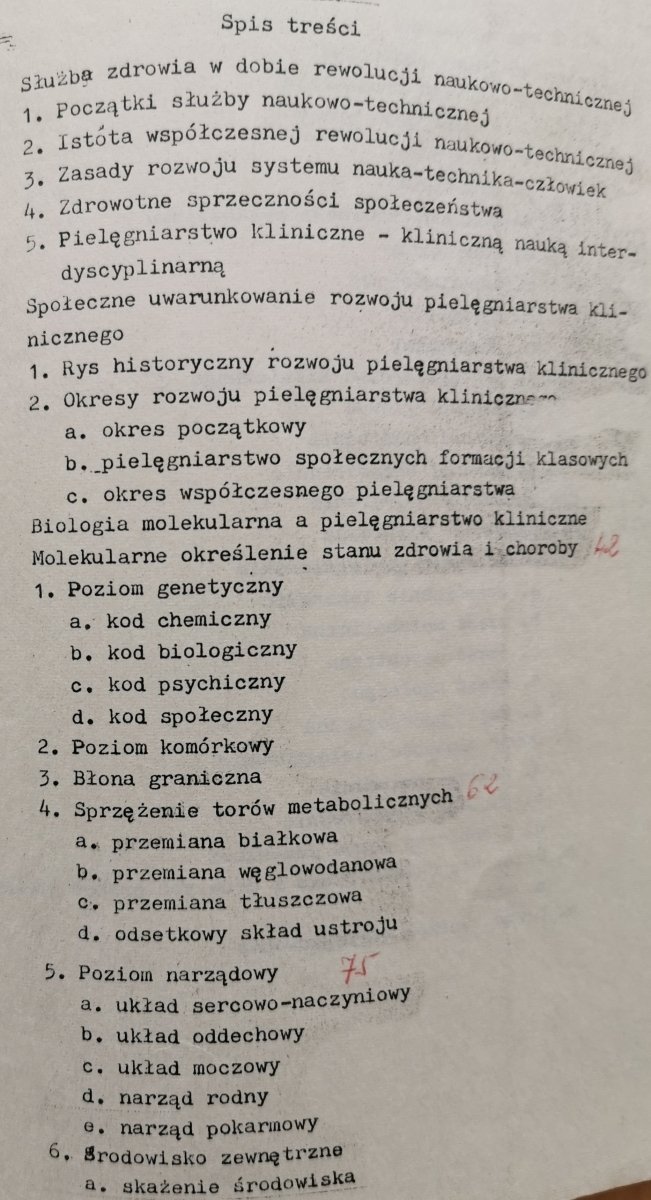 Spis treści
Służba zdrowia w dobie rewolucji naukowo-technicznej
1. Początki służby naukowo-technicznej
2. Istóta współczesnej rewolucji naukowo-technicznej
3. Zasady rozwoju systemu nauka-technika-człowiek
4. Zdrowotne sprzeczności społeczeństwa
5. Pielęgniarstwo kliniczne - kliniczną nauką inter-
dyscyplinarną
Społeczne uwarunkowanie rozwoju pielęgniarstwa kli-
nicznego
1. Rys historyczny rozwoju pielęgniarstwa klinicznego
2. Okresy rozwoju pielęgniarstwa
a. okres początkowy
b. pielęgniarstwo społecznych formacji klasowych
c. okres współczesnego pielęgniarstwa
Biologia molekularna a pielęgniarstwo kliniczne
Molekularne określenie stanu zdrowia i choroby 42
1. Poziom genetyczny
a. kod chemiczny
b. kod biologiczny
c. kod psychiczny
d. kod społeczny
2. Poziom komórkowy
3. Błona graniczna
4. Sprzężenie torów metabolicznych 62
a. przemiana białkowa
b. przemiana węglowodanowa
c. przemiana tłuszczowa
d. odsetkowy skład ustroju
5. Poziom narządowy 75
a. układ sercowo-naczyniowy
b. układ oddechowy
c. układ moczowy
d. narząd rodny
e. narząd pokarmowy
6. Środowisko zewnętrzne
a. skażenie środowiska